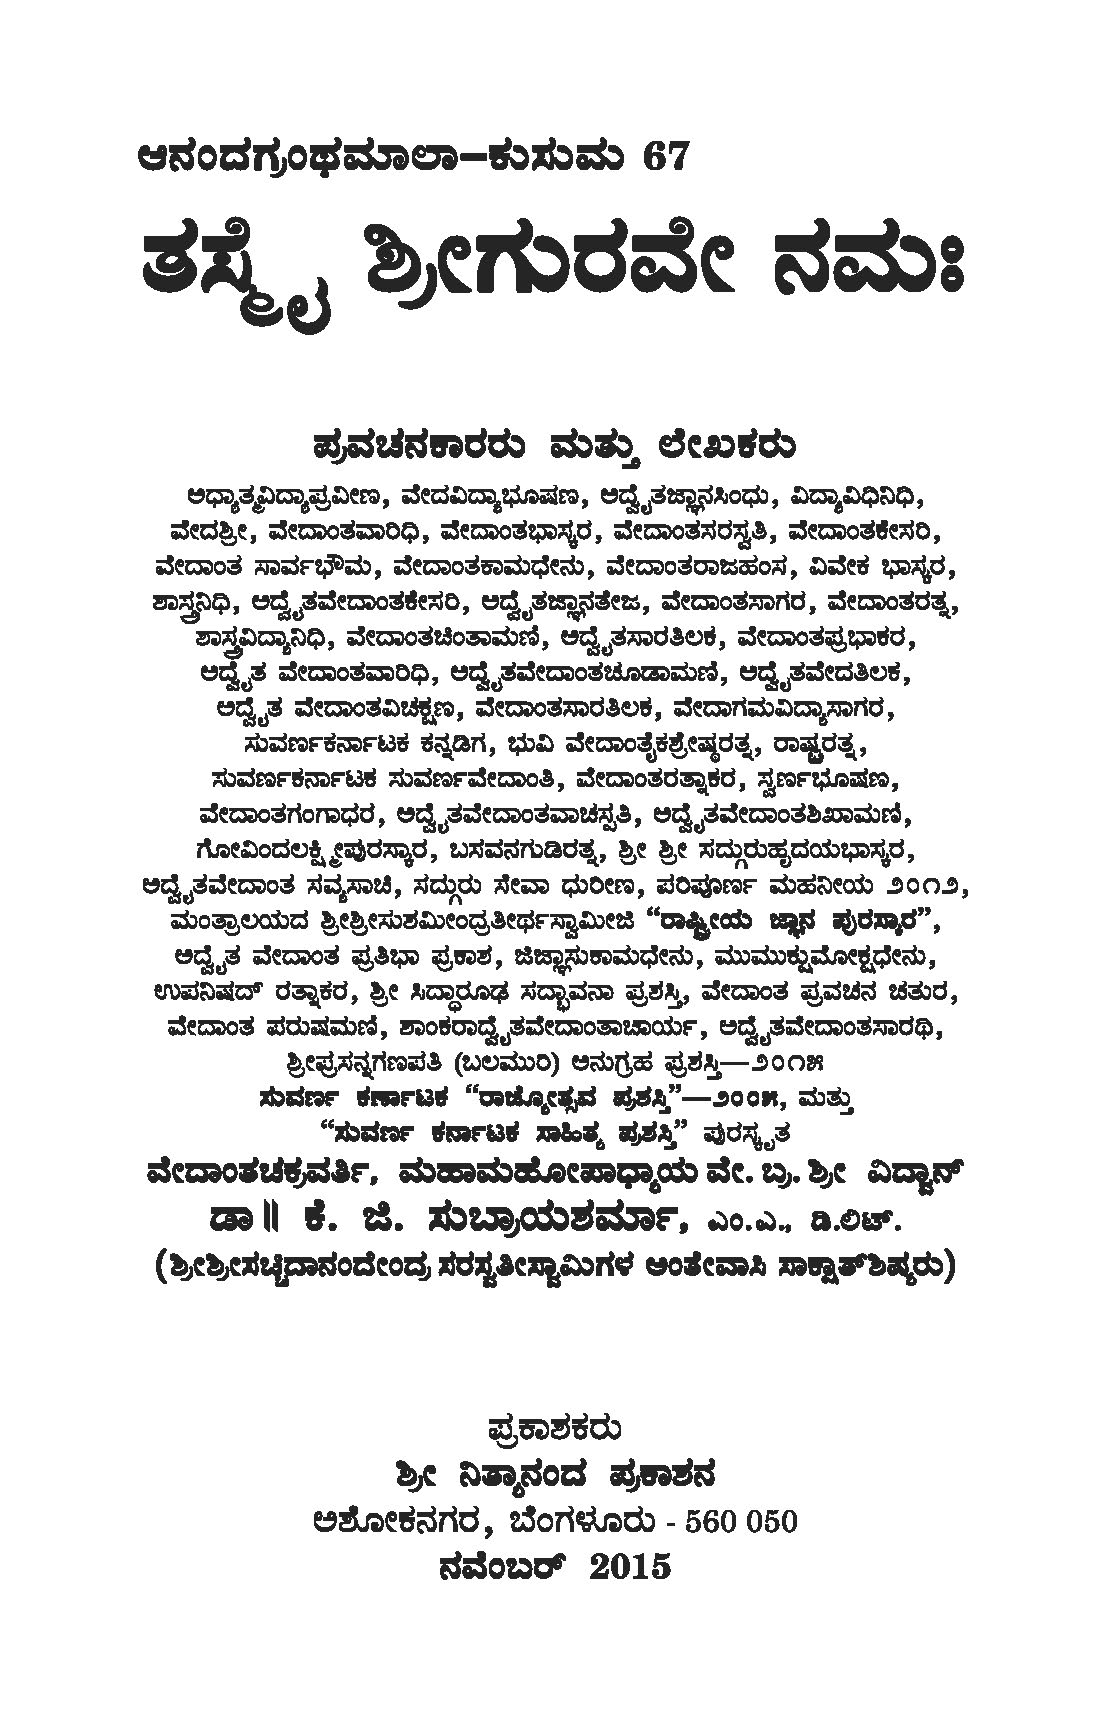 ಆನಂದಗ್ರಂಥಮಾಲಾ–ಕುಸುಮ 67
ತಸ್ಮೈ ಶ್ರೀಗುರವೇ ನಮಃ
ಪ್ರವಚನಕಾರರು ಮತ್ತು ಲೇಖಕರು
ಅಧ್ಯಾತ್ಮವಿದ್ಯಾಪ್ರವೀಣ, ವೇದವಿದ್ಯಾಭೂಷಣ, ಅದ್ವೈತಜ್ಞಾನಸಿಂಧು, ವಿದ್ಯಾವಿಧಿನಿಧಿ,
ವೇದಶ್ರೀ, ವೇದಾಂತವಾರಿಧಿ, ವೇದಾಂತಭಾಸ್ಕರ, ವೇದಾಂತಸರಸ್ವತಿ, ವೇದಾಂತಕೇಸರಿ,
ವೇದಾಂತ ಸಾರ್ವಭೌಮ, ವೇದಾಂತಕಾಮಧೇನು, ವೇದಾಂತರಾಜಹಂಸ, ವಿವೇಕ ಭಾಸ್ಕರ,
ಶಾಸ್ತ್ರನಿಧಿ, ಅದ್ವೈತವೇದಾಂತಕೇಸರಿ, ಅದ್ವೈತಜ್ಞಾನತೇಜ, ವೇದಾಂತಸಾಗರ, ವೇದಾಂತರತ್ನ,
ಶಾಸ್ತ್ರವಿದ್ಯಾನಿಧಿ, ವೇದಾಂತಚಿಂತಾಮಣಿ, ಅದ್ವೈತಸಾರತಿಲಕ, ವೇದಾಂತಪ್ರಭಾಕರ,
ಅದ್ವೈತ ವೇದಾಂತವಾರಿಧಿ, ಅದ್ವೈತವೇದಾಂತಚೂಡಾಮಣಿ, ಅದ್ವೈತವೇದತಿಲಕ,
ಅದ್ವೈತ ವೇದಾಂತವಿಚಕ್ಷಣ, ವೇದಾಂತಸಾರತಿಲಕ, ವೇದಾಗಮವಿದ್ಯಾಸಾಗರ,
ಸುವರ್ಣಕರ್ನಾಟಕ ಕನ್ನಡಿಗ, ಭುವಿ ವೇದಾಂತೈಕಶ್ರೇಷ್ಠರತ್ನ, ರಾಷ್ಟ್ರರತ್ನ,
ಸುವರ್ಣಕರ್ನಾಟಕ ಸುವರ್ಣವೇದಾಂತಿ, ವೇದಾಂತರತ್ನಾಕರ, ಸ್ವರ್ಣಭೂಷಣ,
ವೇದಾಂತಗಂಗಾಧರ, ಅದ್ವೈತವೇದಾಂತವಾಚಸ್ಪತಿ, ಅದ್ವೈತವೇದಾಂತಶಿಖಾಮಣಿ,
ಗೋವಿಂದಲಕ್ಷ್ಮೀಪುರಸ್ಕಾರ, ಬಸವನಗುಡಿರತ್ನ, ಶ್ರೀ ಶ್ರೀ ಸದ್ಗುರುಹೃದಯಭಾಸ್ಕರ,
ಅದ್ವೈತವೇದಾಂತ ಸವ್ಯಸಾಚಿ, ಸದ್ಗುರು ಸೇವಾ ಧುರೀಣ, ಪರಿಪೂರ್ಣ ಮಹನೀಯ ೨೦೧೨,
ಮಂತ್ರಾಲಯದ ಶ್ರೀಶ್ರೀಸುಶಮೀಂದ್ರತೀರ್ಥಸ್ವಾಮೀಜಿ “ರಾಷ್ಟ್ರೀಯ ಜ್ಞಾನ ಪುರಸ್ಕಾರ”,
ಅದ್ವೈತ ವೇದಾಂತ ಪ್ರತಿಭಾ ಪ್ರಕಾಶ, ಜಿಜ್ಞಾಸುಕಾಮಧೇನು, ಮುಮುಕ್ಷುಮೋಕ್ಷಧೇನು,
ಉಪನಿಷದ್ ರತ್ನಾಕರ, ಶ್ರೀ ಸಿದ್ಧಾರೂಢ ಸದ್ಭಾವನಾ ಪ್ರಶಸ್ತಿ, ವೇದಾಂತ ಪ್ರವಚನ ಚತುರ,
ವೇದಾಂತ ಪರುಷಮಣಿ, ಶಾಂಕರಾದ್ವೈತವೇದಾಂತಾಚಾರ್ಯ, ಅದ್ವೈತವೇದಾಂತಸಾರಥಿ,
ಶ್ರೀಪ್ರಸನ್ನಗಣಪತಿ (ಬಲಮುರಿ) ಅನುಗ್ರಹ ಪ್ರಶಸ್ತಿ—೨೦೧೫
ಸುವರ್ಣ ಕರ್ಣಾಟಕ “ರಾಜ್ಯೋತ್ಸವ ಪ್ರಶಸ್ತಿ”—೨೦೦೫, ಮತ್ತು
“ಸುವರ್ಣ ಕರ್ನಾಟಕ ಸಾಹಿತ್ಯ ಪ್ರಶಸ್ತಿ” ಪುರಸ್ಕೃತ
ವೇದಾಂತಚಕ್ರವರ್ತಿ, ಮಹಾಮಹೋಪಾಧ್ಯಾಯ ವೇ. ಬ್ರ. ಶ್ರೀ ವಿದ್ವಾನ್
ಡಾ॥ ಕೆ. ಜಿ. ಸುಬ್ರಾಯಶರ್ಮಾ, ಎಂ.ಎ., ಡಿ.ಲಿಟ್.
(ಶ್ರೀಶ್ರೀಸಚ್ಚಿದಾನಂದೇಂದ್ರ ಸರಸ್ವತೀಸ್ವಾಮಿಗಳ ಅಂತೇವಾಸಿ ಸಾಕ್ಷಾತ್‌ಶಿಷ್ಯರು)
ಪ್ರಕಾಶಕರು
ಶ್ರೀ ನಿತ್ಯಾನಂದ ಪ್ರಕಾಶನ
ಅಶೋಕನಗರ, ಬೆಂಗಳೂರು - 560 050
ನವೆಂಬರ್ 2015